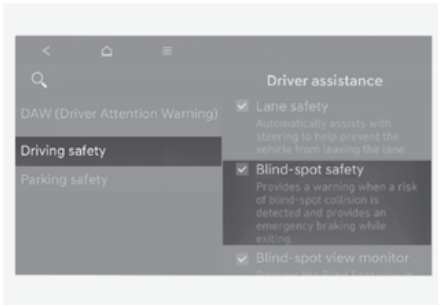 Driver assistance
DAW (Driver Attention Warning)
Driving safety
Parking safety
Lane safety
Automatically assists with
steering to help prevent the
vehicle from leaving the lane.
Blind-spot safety
Provides a warning when a risk
of blind-spot collision is
detected and provides an
emergency braking while
exiting.
Blind-spot view monitor